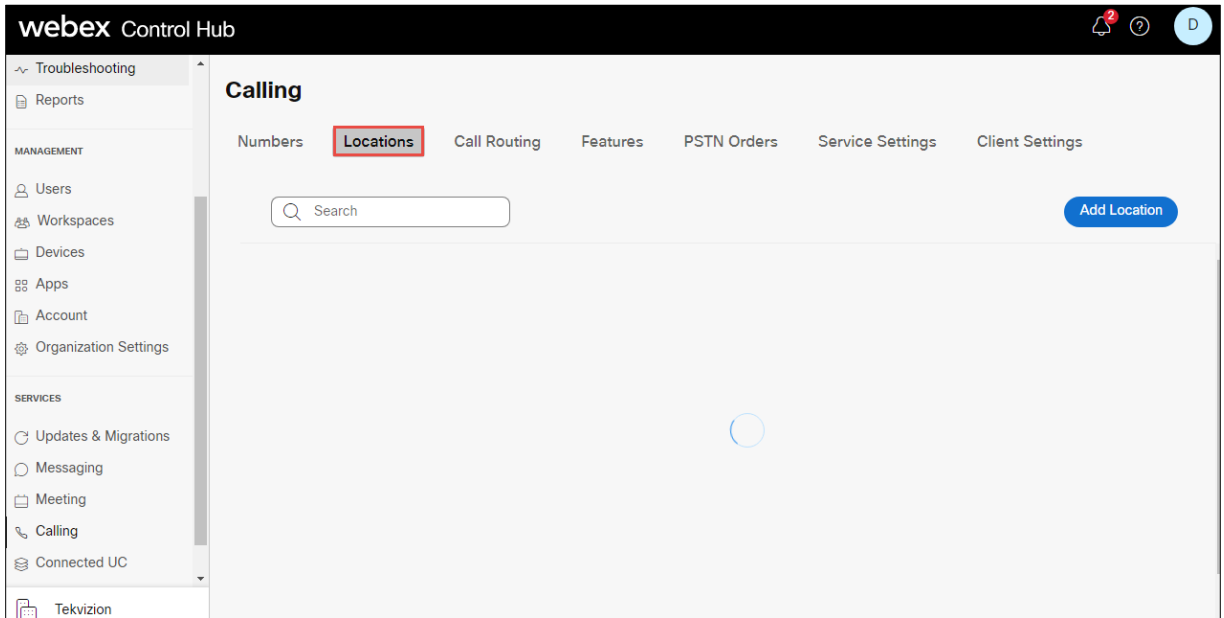 webex Control Hub
2
D
Troubleshooting
Reports
MANAGEMENT
Users
Workspaces
Devices
Apps
Account
Organization Settings
SERVICES
Updates & Migrations
Messaging
Meeting
Calling
Connected UC
Tekvizion
Calling
Numbers Locations Call Routing Features PSTN Orders Service Settings Client Settings
Search
Add Location